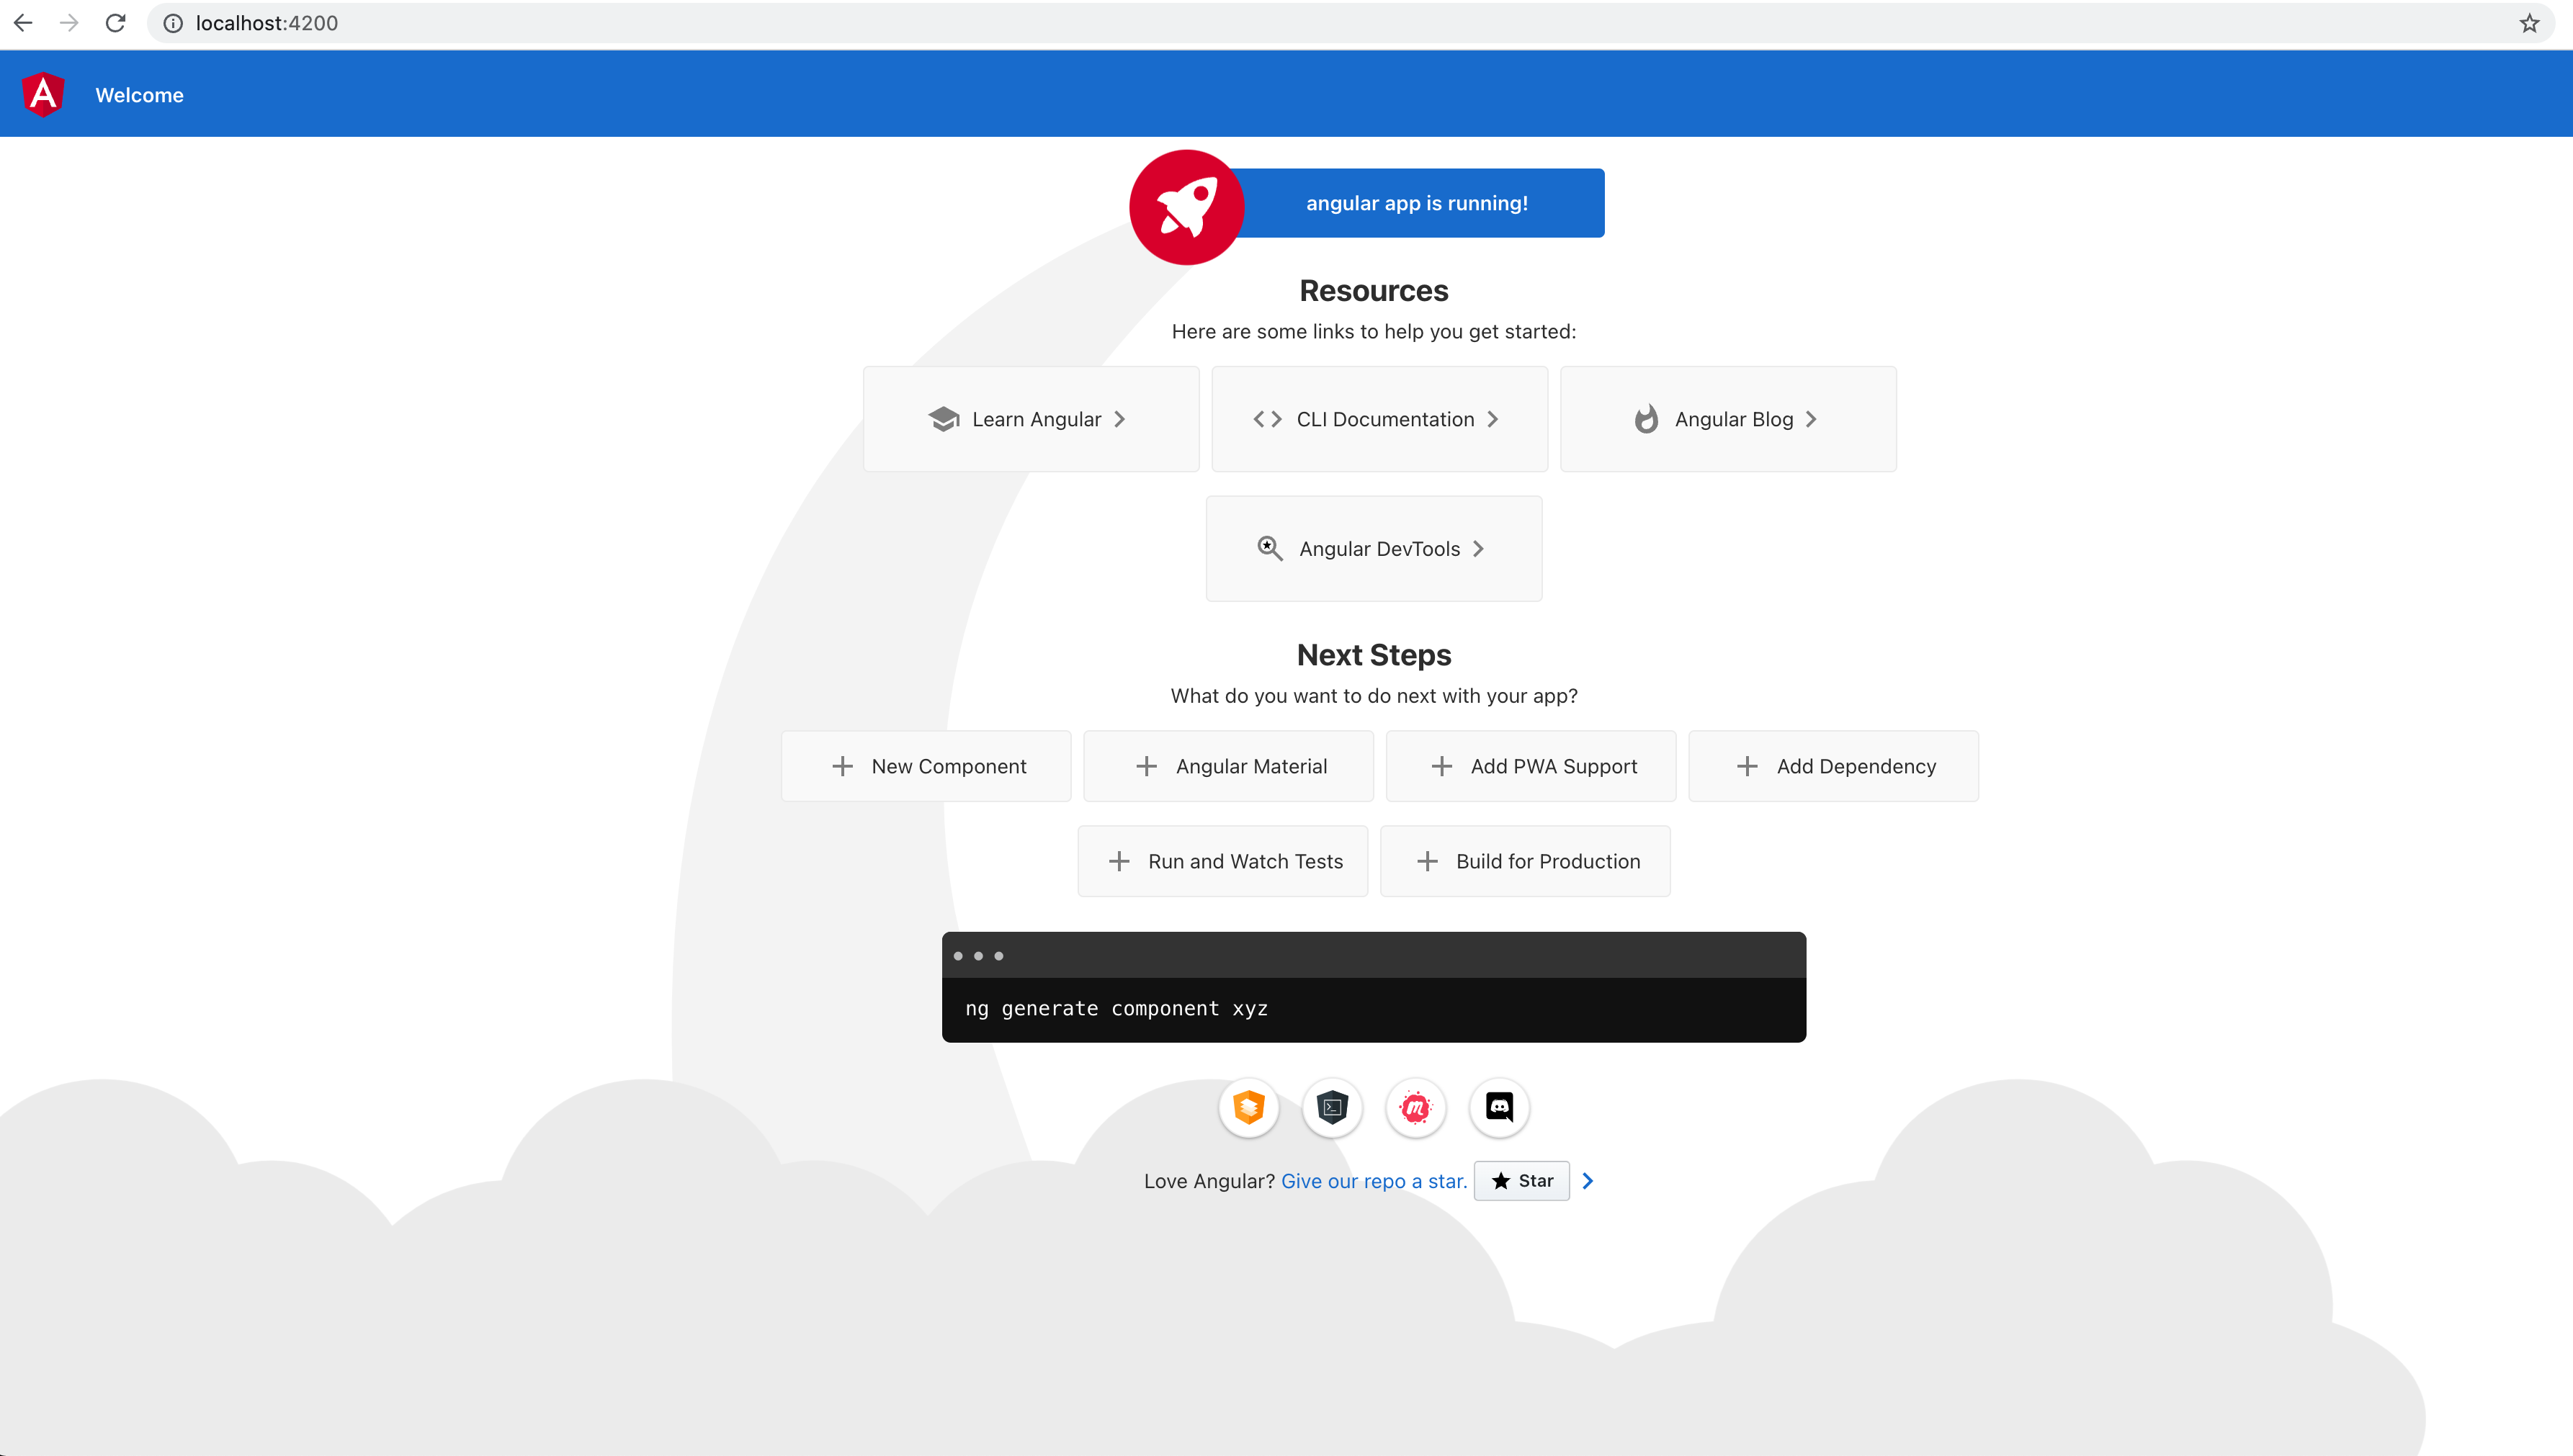 localhost:4200
Welcome
angular app is running!
Resources
Here are some links to help you get started:
Learn Angular
CLI Documentation
Angular Blog
Angular DevTools
Next Steps
What do you want to do next with your app?
New Component
Angular Material
Add PWA Support
Add Dependency
Run and Watch Tests
Build for Production
ng generate component xyz
Love Angular? Give our repo a star. Star